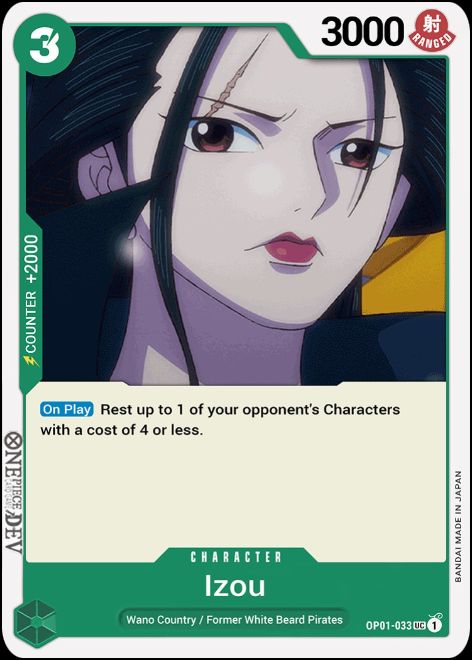 3
3000
射
RANGED
COUNTER +2000
On Play Rest up to 1 of your opponent's Characters
with a cost of 4 or less.
ONE PIECE
DEV
BANDAI MADE IN JAPAN
CHARACTER
Izou
Wano Country / Former White Beard Pirates
OP01-033 UC 1